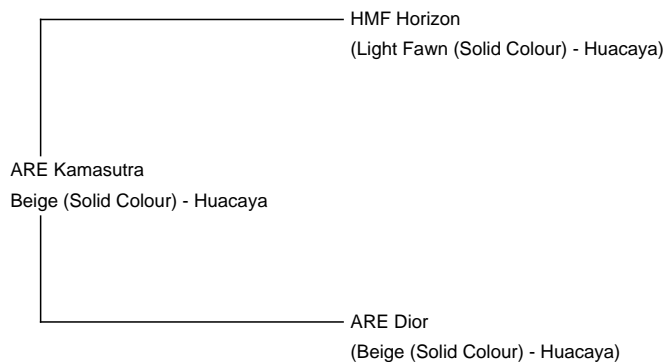 HMF Horizon
(Light Fawn (Solid Colour) - Huacaya)
ARE Kamasutra
Beige (Solid Colour) - Huacaya
ARE Dior
(Beige (Solid Colour) - Huacaya)